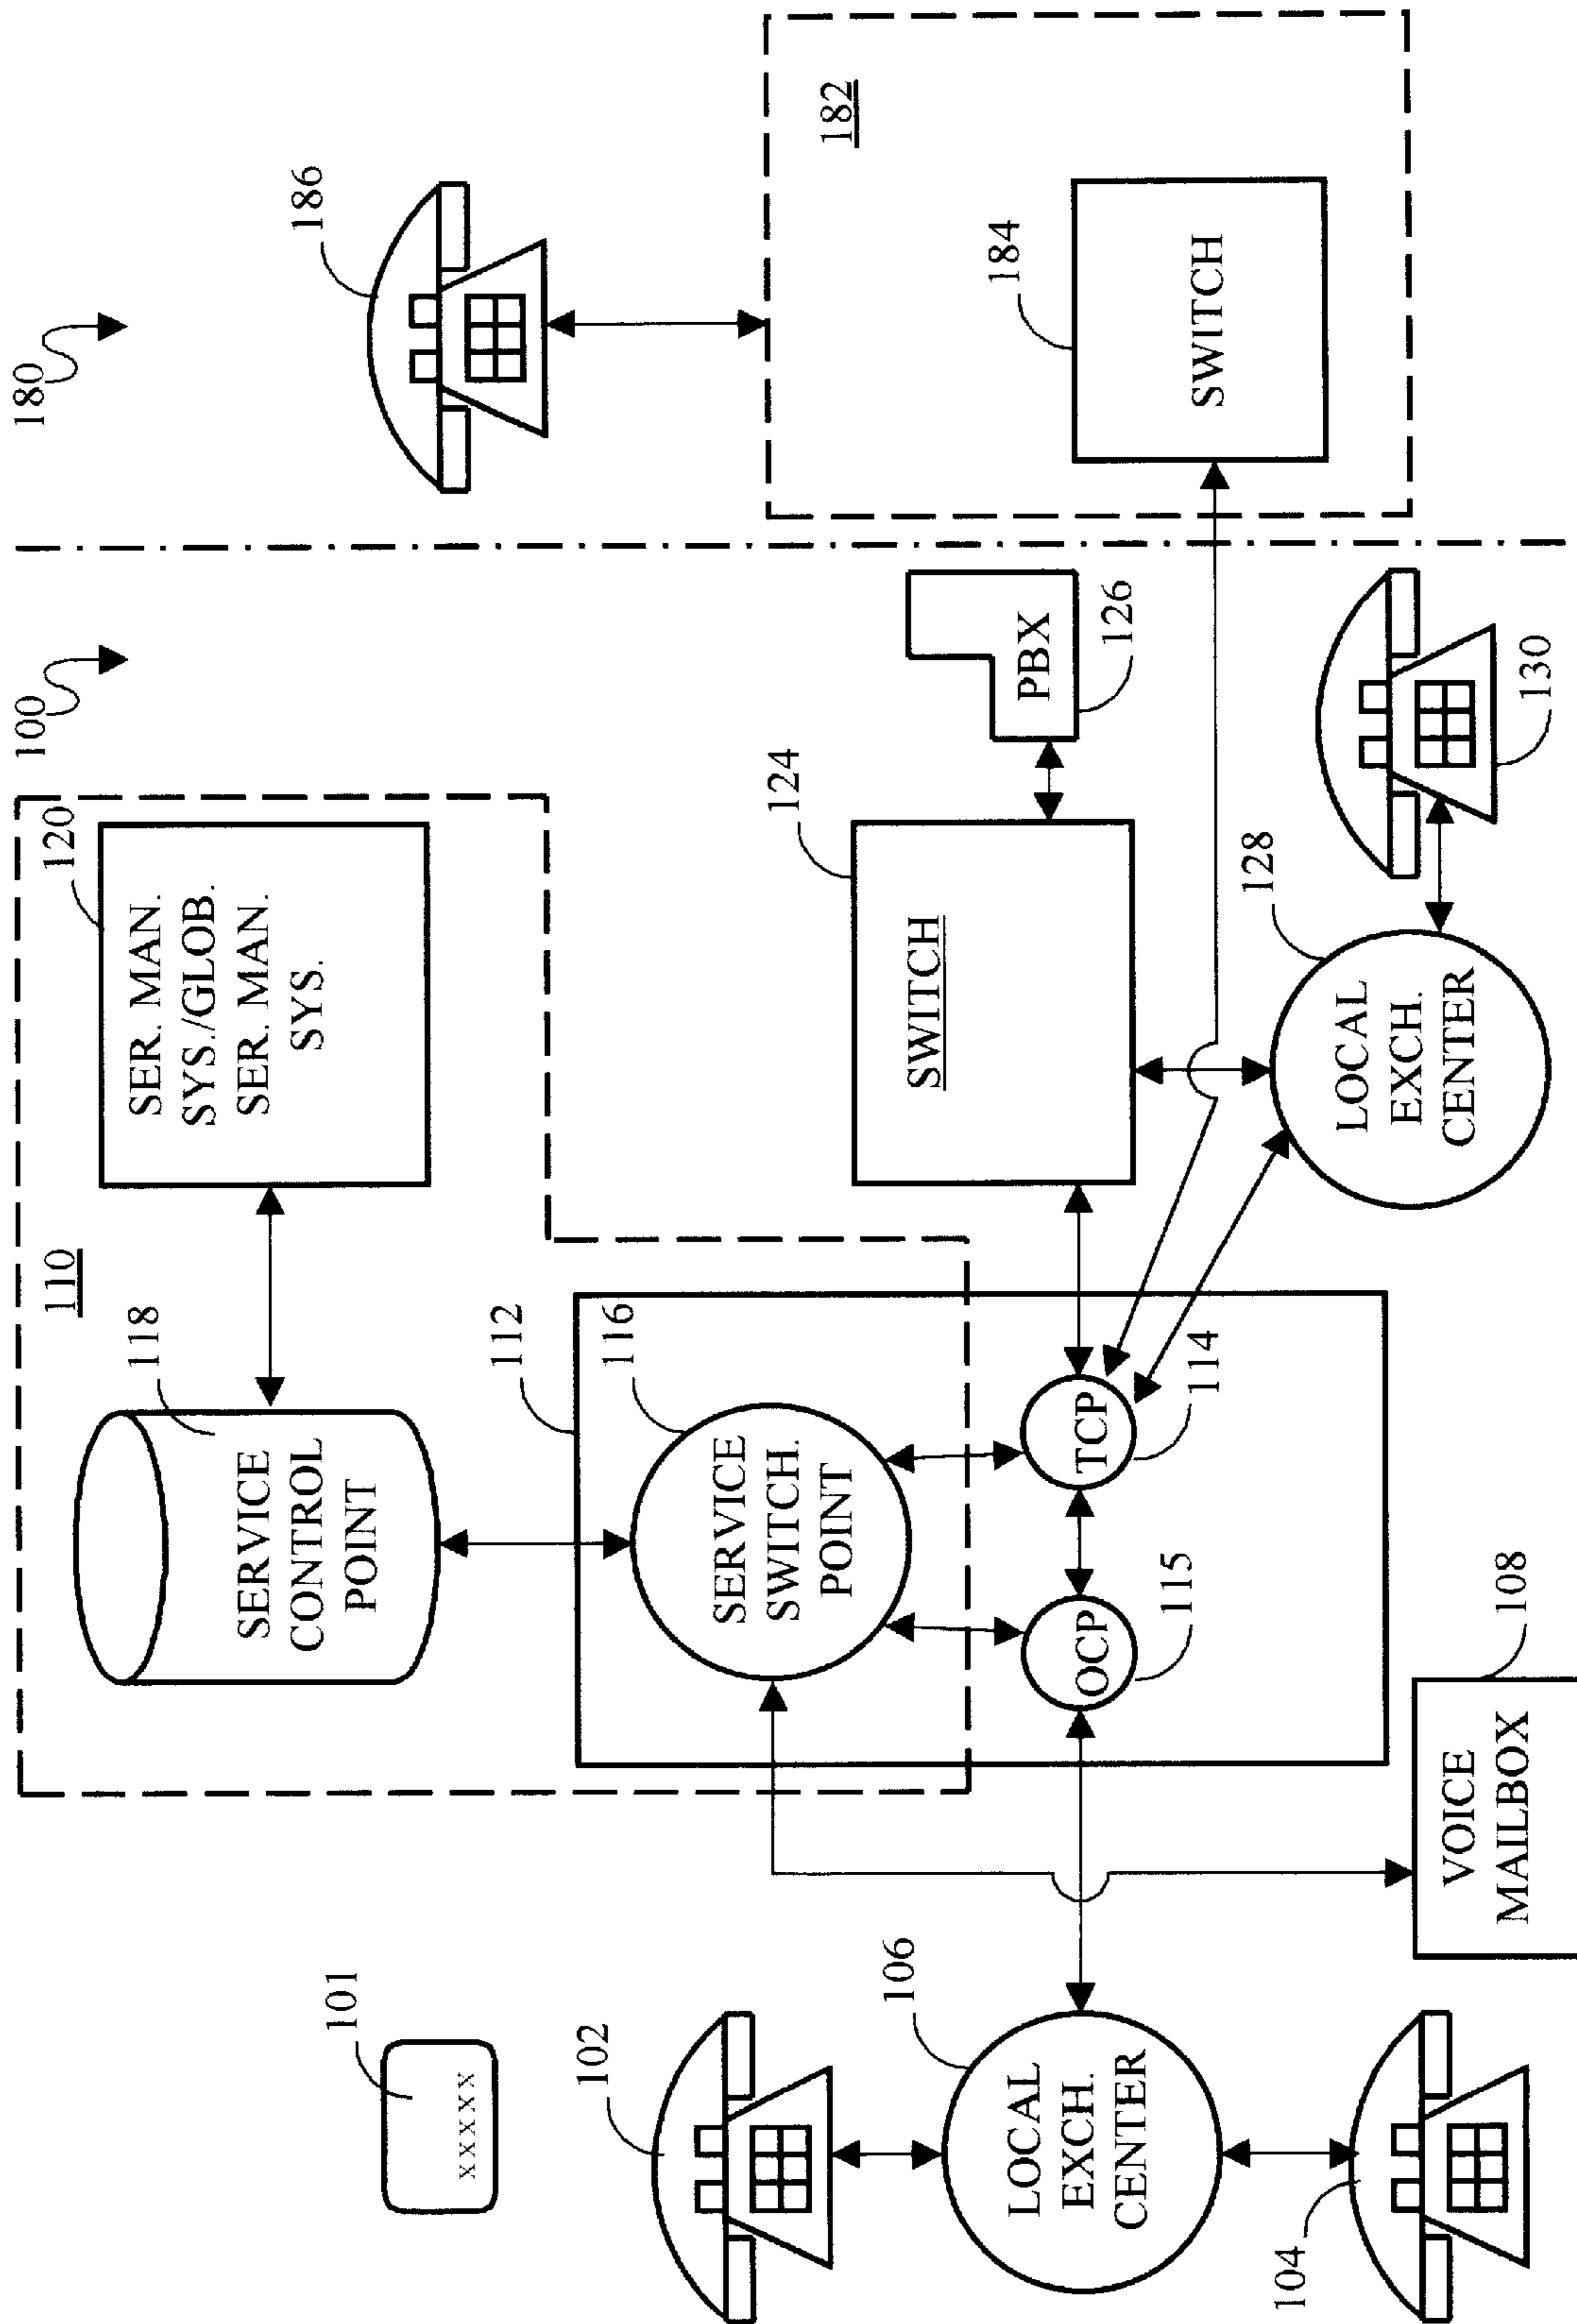 100
180
110
120
SER. MAN.
SYS./GLOB.
SER. MAN.
SYS.
118
SERVICE
CONTROL
POINT
101
xxxxx
186
112
116
SERVICE
SWITCH.
POINT
102
182
124
SWITCH
PBX
126
184
SWITCH
106
LOCAL
EXCH.
CENTER
OCP
115
TCP
114
128
LOCAL
EXCH.
CENTER
130
104
108
VOICE
MAILBOX